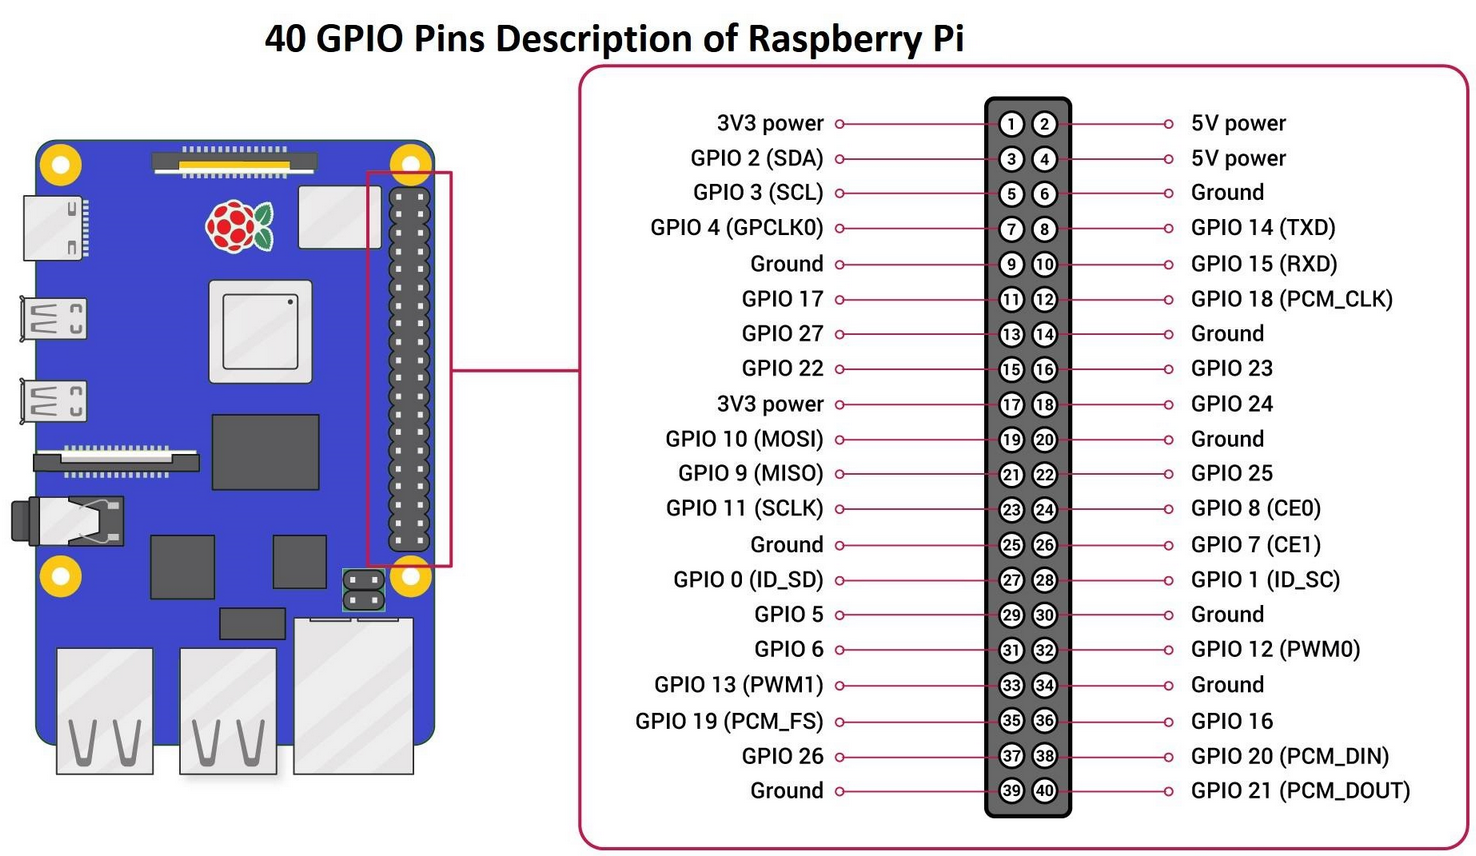 40 GPIO Pins Description of Raspberry Pi
3V3 power 1 2 5V power
GPIO 2 (SDA) 3 4 5V power
GPIO 3 (SCL) 5 6 Ground
GPIO 4 (GPCLK0) 7 8 GPIO 14 (TXD)
Ground 9 10 GPIO 15 (RXD)
GPIO 17 11 12 GPIO 18 (PCM_CLK)
GPIO 27 13 14 Ground
GPIO 22 15 16 GPIO 23
3V3 power 17 18 GPIO 24
GPIO 10 (MOSI) 19 20 Ground
GPIO 9 (MISO) 21 22 GPIO 25
GPIO 11 (SCLK) 23 24 GPIO 8 (CE0)
Ground 25 26 GPIO 7 (CE1)
GPIO 0 (ID_SD) 27 28 GPIO 1 (ID_SC)
GPIO 5 29 30 Ground
GPIO 6 31 32 GPIO 12 (PWM0)
GPIO 13 (PWM1) 33 34 Ground
GPIO 19 (PCM_FS) 35 36 GPIO 16
GPIO 26 37 38 GPIO 20 (PCM_DIN)
Ground 39 40 GPIO 21 (PCM_DOUT)